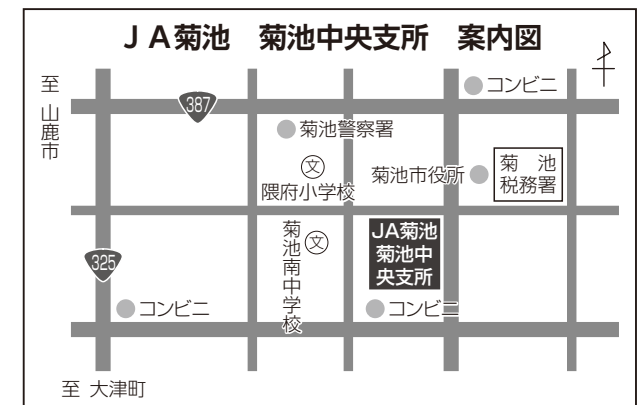 JA菊池 菊池中央支所 案内図
至 山鹿市
387
コンビニ
菊池警察署
文
隈府小学校
菊池市役所
菊 池
税務署
菊池南中学校
文
JA菊池
菊池中
央支所
325
コンビニ
コンビニ
至 大津町